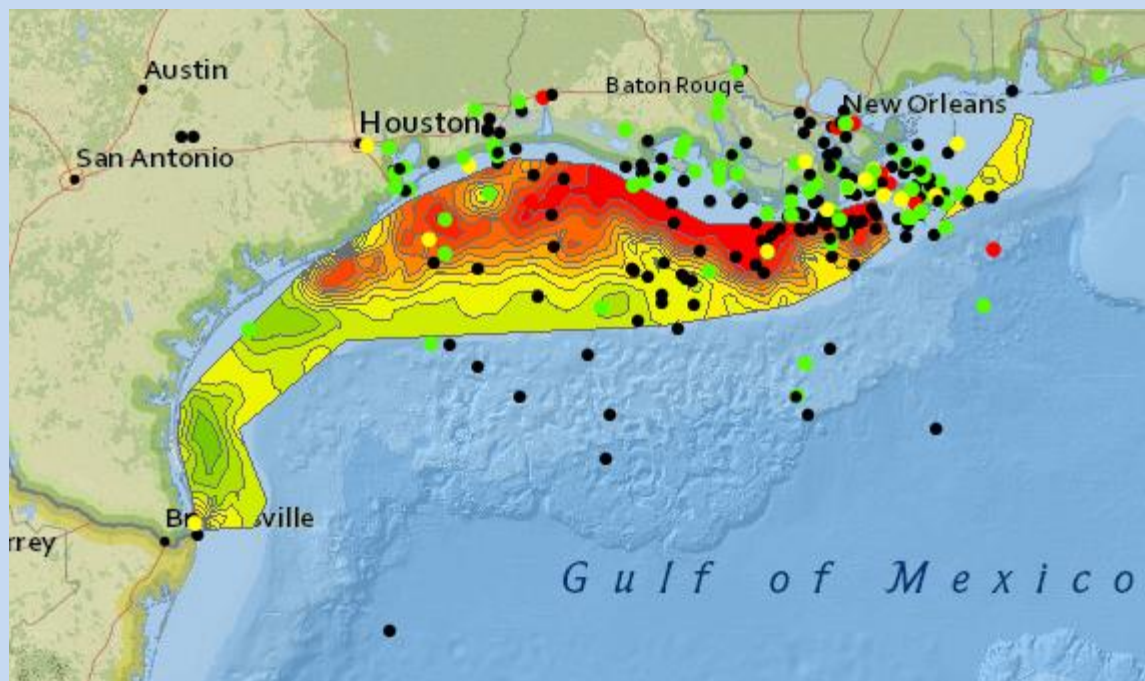 Austin
Baton Rouge
New Orleans
Houston
San Antonio
rrey
Gulf of Mexico